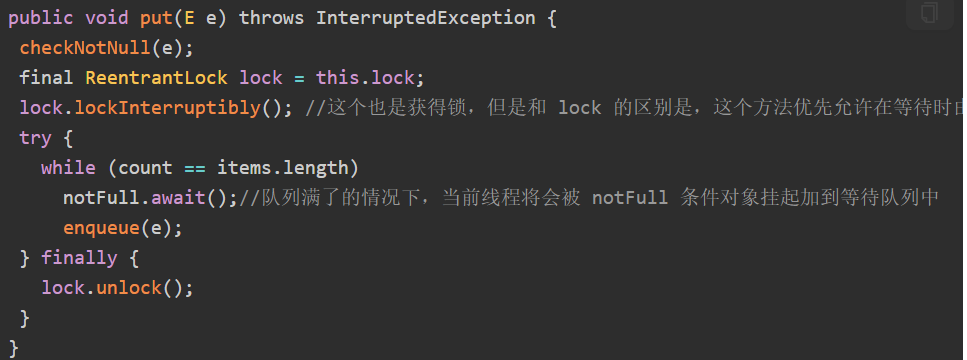 public void put(E e) throws InterruptedException {
checkNotNull(e);
final ReentrantLock lock = this.lock;
lock.lockInterruptibly(); //这个也是获得锁，但是和 lock 的区别是，这个方法优先允许在等待时由
try {
while (count == items.length)
notFull.await();//队列满了的情况下，当前线程将会被 notFull 条件对象挂起加到等待队列中
enqueue(e);
} finally {
lock.unlock();
}
}